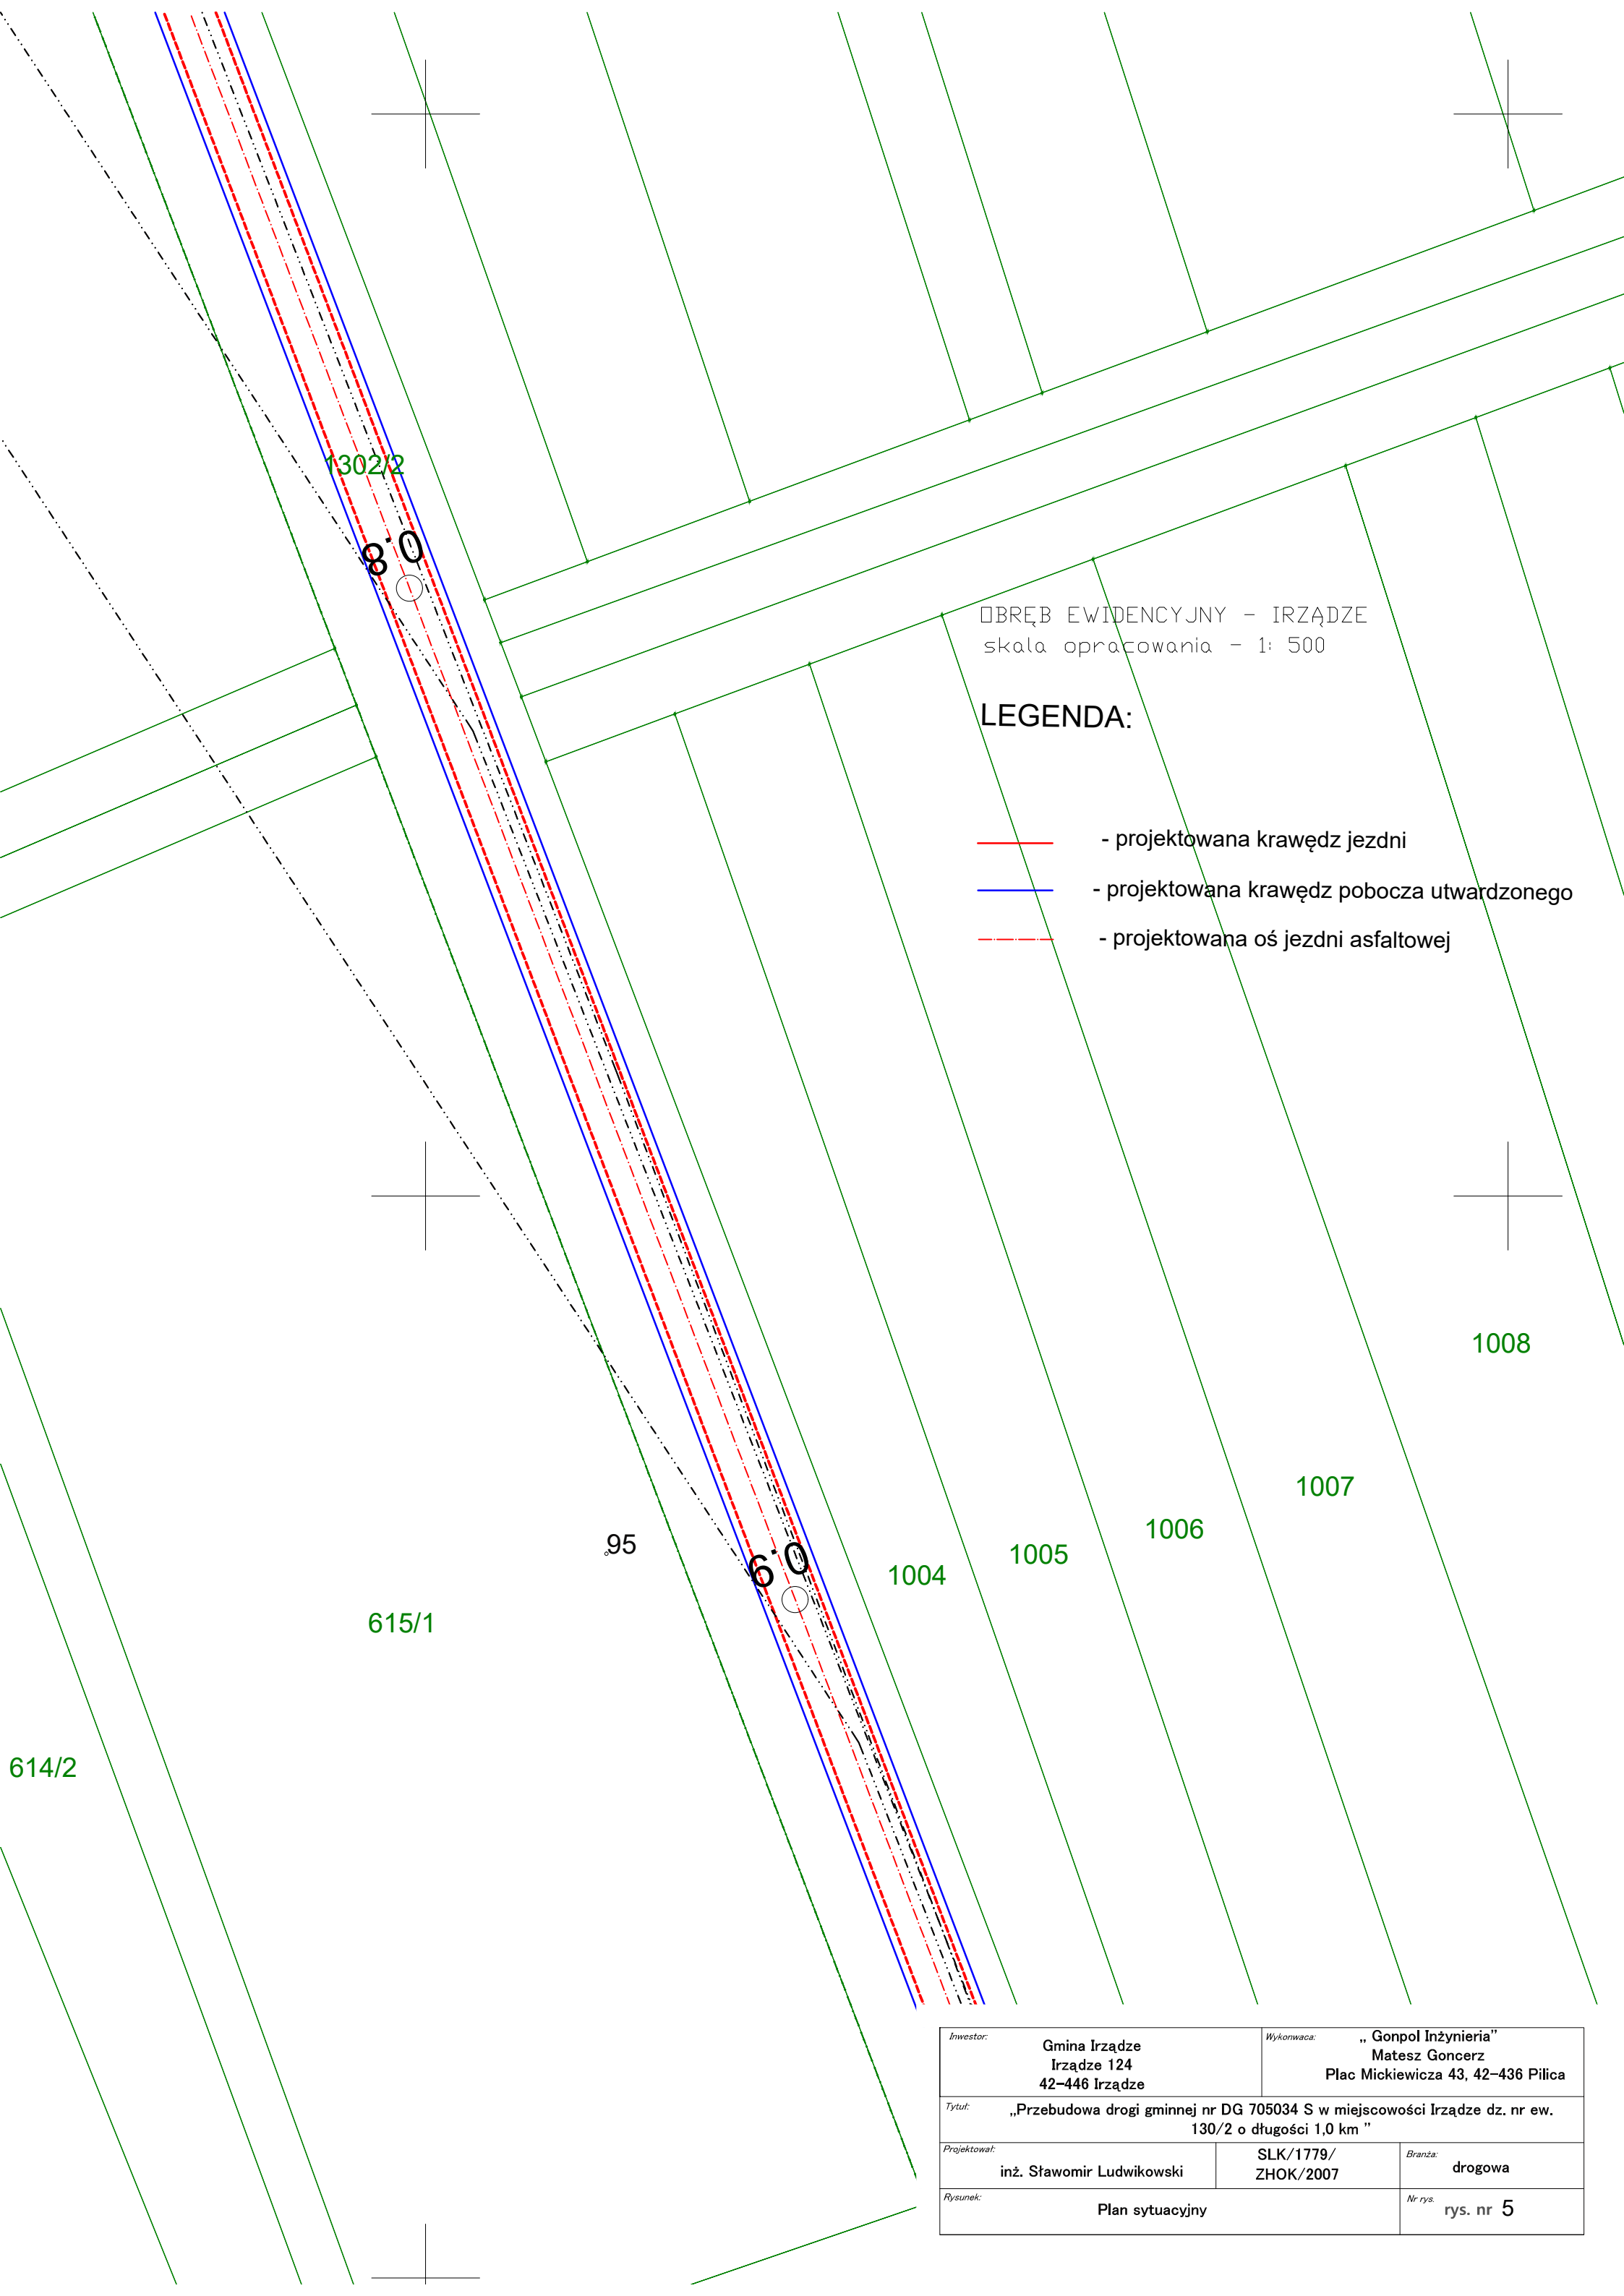 1302/2
0.8
▯BRĘB EWIDENCYJNY - IRZĄDZE
skala opracowania - 1: 500
LEGENDA:
- projektowana krawędz jezdni
- projektowana krawędz pobocza utwardzonego
- projektowana oś jezdni asfaltowej
1008
1007
1006
1005
1004
95
0.9
615/1
614/2
Inwestor:
Gmina Irządze
Irządze 124
42-446 Irządze
Wykonwaca:
„ Gonpol Inżynieria”
Matesz Goncerz
Plac Mickiewicza 43, 42-436 Pilica
Tytuł:
„Przebudowa drogi gminnej nr DG 705034 S w miejscowości Irządze dz. nr ew.
130/2 o długości 1,0 km ”
Projektował:
inż. Sławomir Ludwikowski
SLK/1779/
ZHOK/2007
Branża:
drogowa
Rysunek:
Plan sytuacyjny
Nr rys.
rys. nr 5